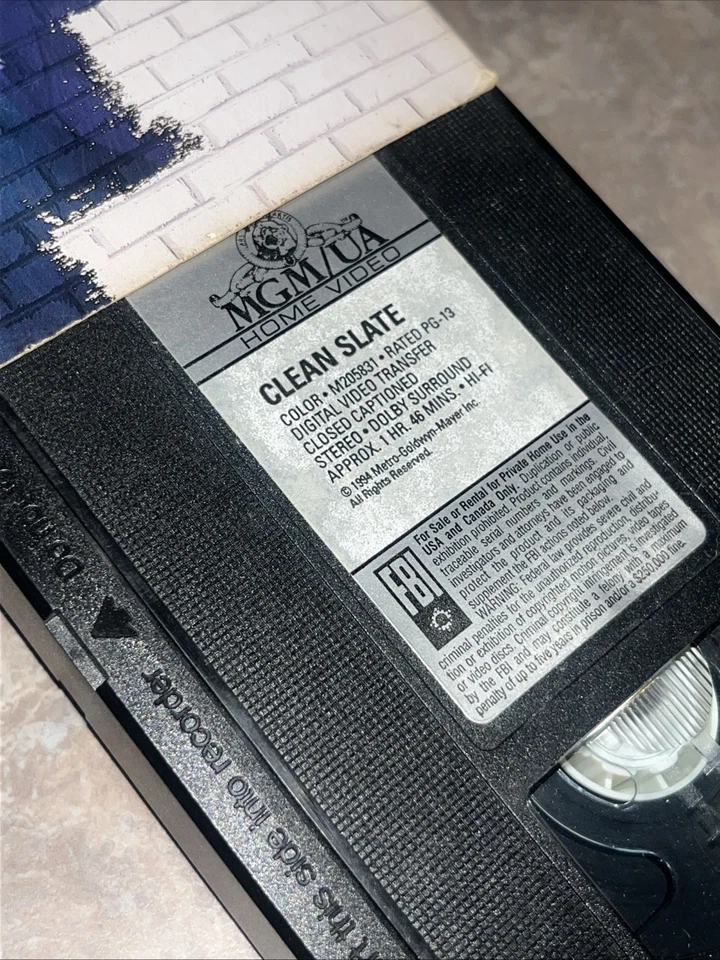 MGM/UA
HOME VIDEO
CLEAN SLATE
COLOR • M205831 • RATED PG-13
DIGITAL VIDEO TRANSFER
CLOSED CAPTIONED
STEREO • DOLBY SURROUND
APPROX. 1 HR. 46 MINS. • HI-FI
© 1994 Metro-Goldwyn-Mayer Inc.
All Rights Reserved.
FBI
For Sale or Rental for Private Home Use in the
USA and Canada Only. Duplication or public
exhibition prohibited. Product contains individual,
traceable serial numbers and markings. Civil
investigators and attorneys have been engaged to
protect the product and its packaging and
supplement the FBI actions noted below.
WARNING: Federal law provides severe civil and
criminal penalties for the unauthorized reproduction, distribu-
tion or exhibition of copyrighted motion pictures, video tapes
or video discs. Criminal copyright infringement is investigated
by the FBI and may constitute a felony with a maximum
penalty of up to five years in prison and/or a $250,000 fine.
this side into recorder